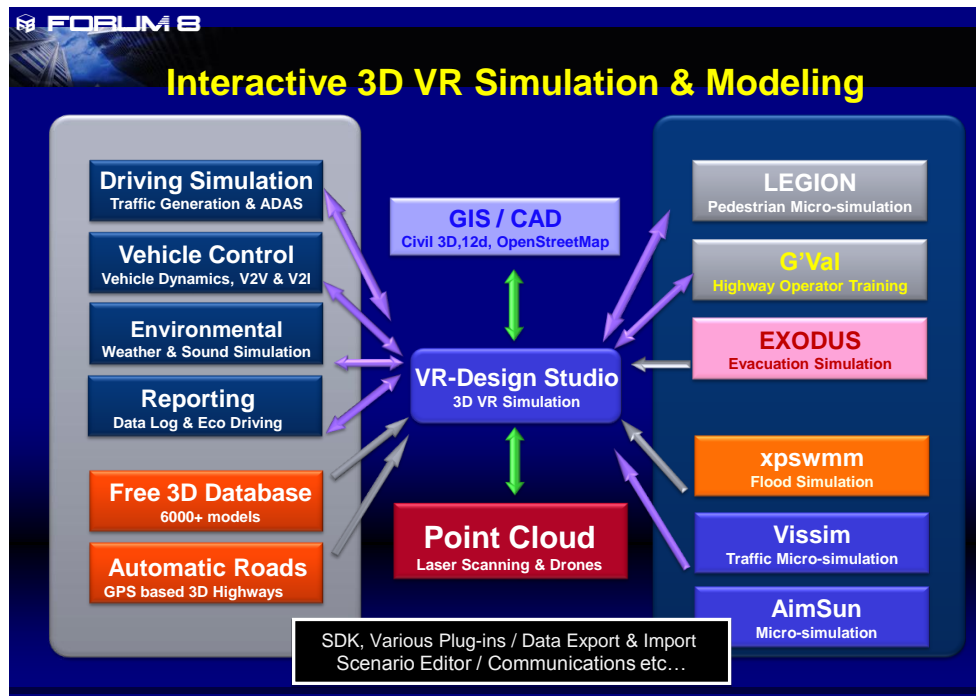 FORUM 8
Interactive 3D VR Simulation & Modeling
Driving Simulation
Traffic Generation & ADAS
Vehicle Control
Vehicle Dynamics, V2V & V2I
Environmental
Weather & Sound Simulation
Reporting
Data Log & Eco Driving
Free 3D Database
6000+ models
Automatic Roads
GPS based 3D Highways
GIS / CAD
Civil 3D,12d, OpenStreetMap
VR-Design Studio
3D VR Simulation
Point Cloud
Laser Scanning & Drones
LEGION
Pedestrian Micro-simulation
G’Val
Highway Operator Training
EXODUS
Evacuation Simulation
xpswmm
Flood Simulation
Vissim
Traffic Micro-simulation
AimSun
Micro-simulation
SDK, Various Plug-ins / Data Export & Import
Scenario Editor / Communications etc…